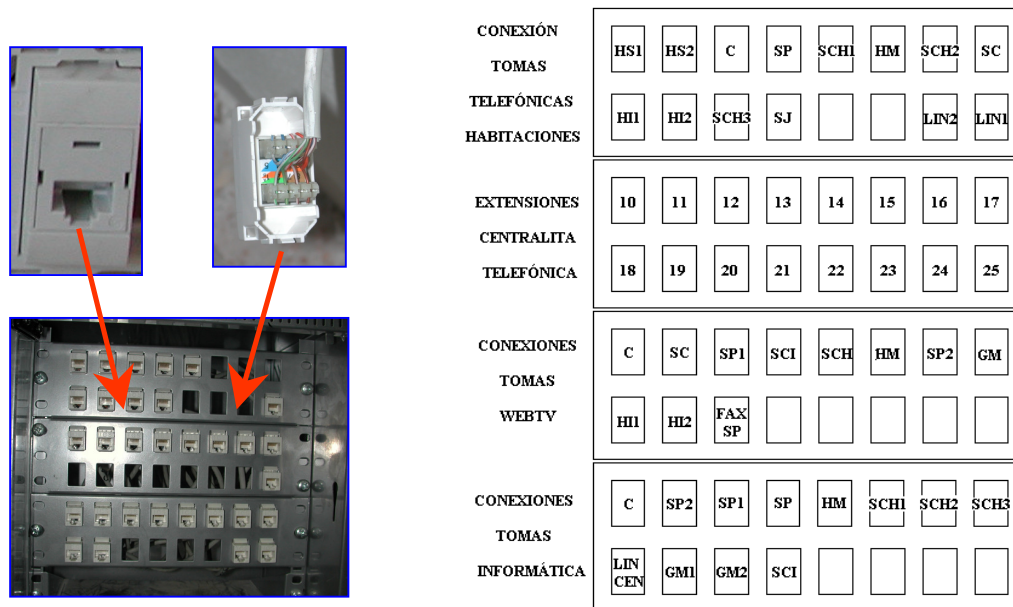 CONEXIÓN
TOMAS
TELEFÓNICAS
HABITACIONES
HS1 HS2 C SP SCH1 HM SCH2 SC
HI1 HI2 SCH3 SJ LIN2 LIN1
EXTENSIONES
CENTRALITA
TELEFÓNICA
10 11 12 13 14 15 16 17
18 19 20 21 22 23 24 25
CONEXIONES
TOMAS
WEBTV
C SC SP1 SCI SCH HM SP2 GM
HI1 HI2 FAX
SP
CONEXIONES
TOMAS
INFORMÁTICA
C SP2 SP1 SP HM SCH1 SCH2 SCH3
LIN
CEN GM1 GM2 SCI